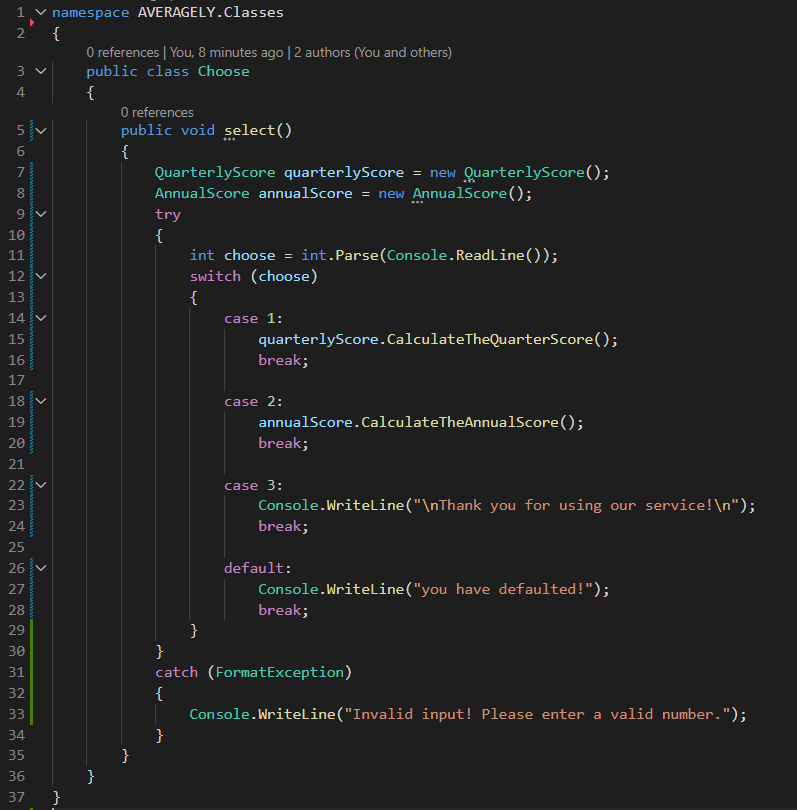 1 namespace AVERAGELY.Classes
2 {
0 references | You, 8 minutes ago | 2 authors (You and others)
3 public class Choose
4 {
0 references
5 public void select()
6 {
7 QuarterlyScore quarterlyScore = new QuarterlyScore();
8 AnnualScore annualScore = new AnnualScore();
9 try
10 {
11 int choose = int.Parse(Console.ReadLine());
12 switch (choose)
13 {
14 case 1:
15 quarterlyScore.CalculateTheQuarterScore();
16 break;
17
18 case 2:
19 annualScore.CalculateTheAnnualScore();
20 break;
21
22 case 3:
23 Console.WriteLine("\nThank you for using our service!\n");
24 break;
25
26 default:
27 Console.WriteLine("you have defaulted!");
28 break;
29 }
30 }
31 catch (FormatException)
32 {
33 Console.WriteLine("Invalid input! Please enter a valid number.");
34 }
35 }
36 }
37 }